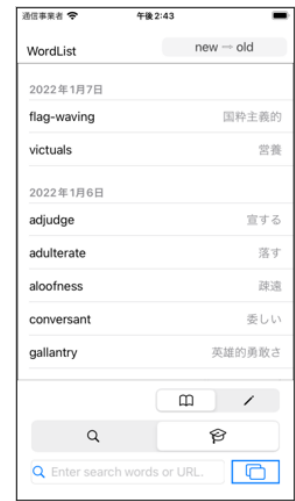 通信事業者 午後2:43
WordList new → old
2022年1月7日
flag-waving 国粋主義的
victuals 営養
2022年1月6日
adjudge 宣する
adulterate 落す
aloofness 疎遠
conversant 委しい
gallantry 英雄的勇敢さ
Enter search words or URL.